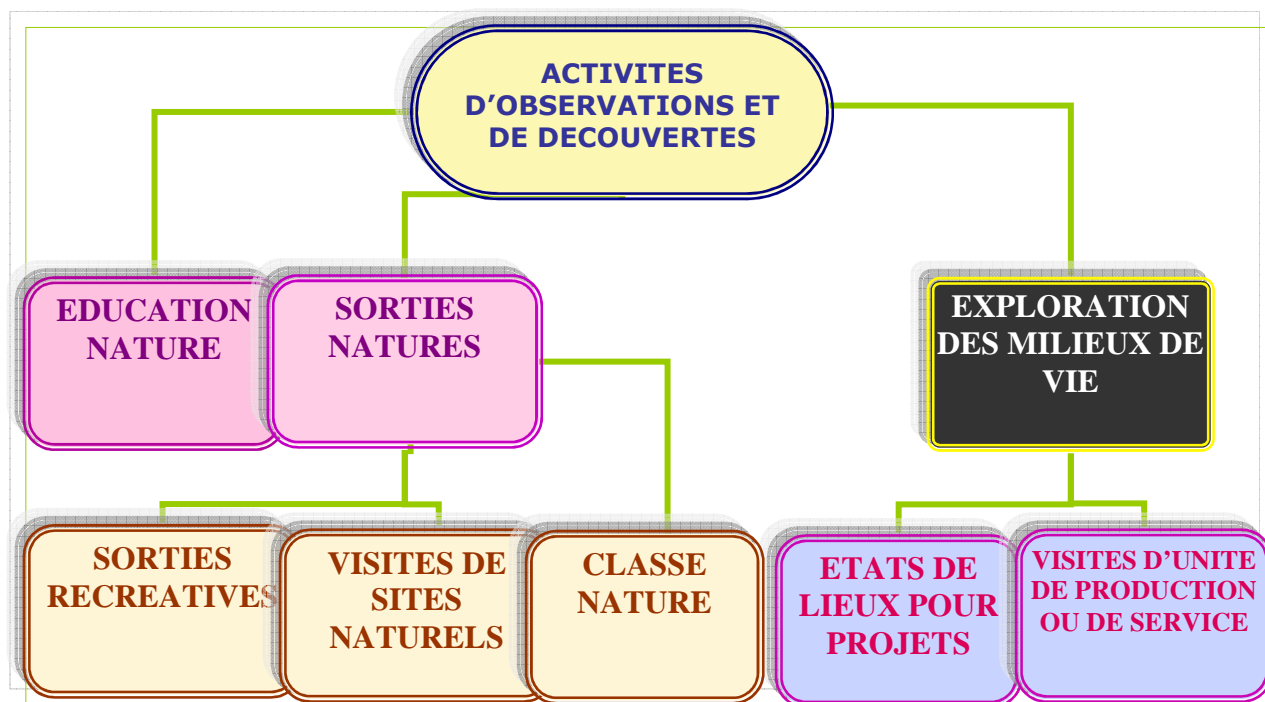 ACTIVITES
D’OBSERVATIONS ET
DE DECOUVERTES
EDUCATION
NATURE
SORTIES
NATURES
EXPLORATION
DES MILIEUX DE
VIE
SORTIES
RECREATIVES
VISITES DE
SITES
NATURELS
CLASSE
NATURE
ETATS DE
LIEUX POUR
PROJETS
VISITES D’UNITE
DE PRODUCTION
OU DE SERVICE